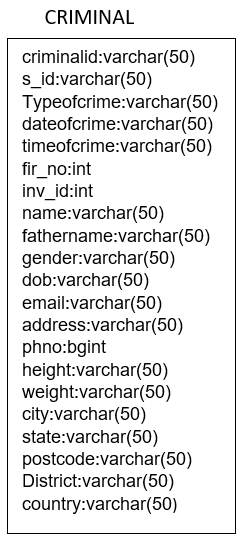 CRIMINAL
criminalid:varchar(50)
s_id:varchar(50)
Typeofcrime:varchar(50)
dateofcrime:varchar(50)
timeofcrime:varchar(50)
fir_no:int
inv_id:int
name:varchar(50)
fathername:varchar(50)
gender:varchar(50)
dob:varchar(50)
email:varchar(50)
address:varchar(50)
phno:bgint
height:varchar(50)
weight:varchar(50)
city:varchar(50)
state:varchar(50)
postcode:varchar(50)
District:varchar(50)
country:varchar(50)